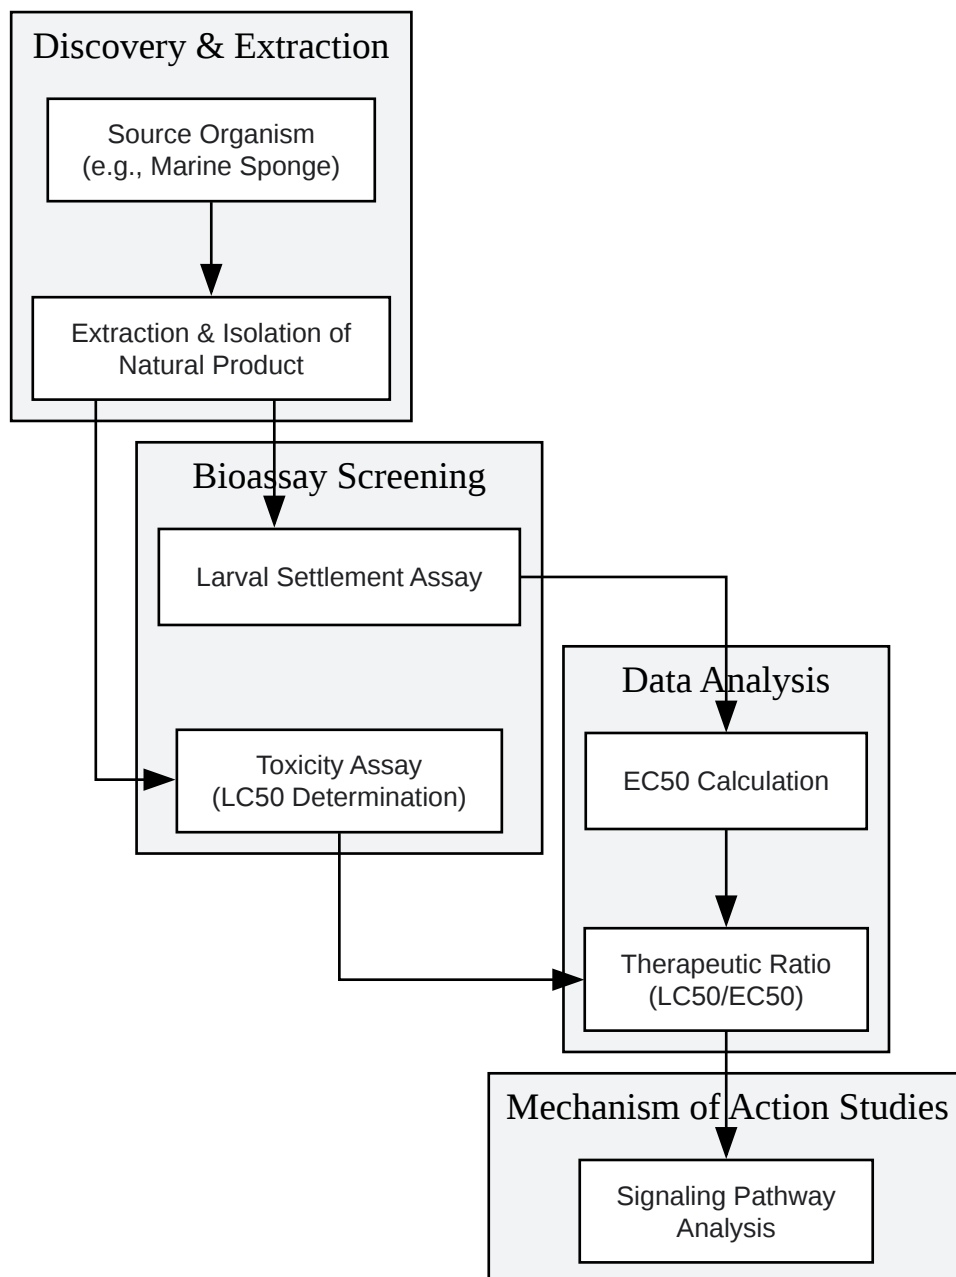 Discovery & Extraction
Source Organism
(e.g., Marine Sponge)
Extraction & Isolation of
Natural Product
Bioassay Screening
Larval Settlement Assay
Toxicity Assay
(LC50 Determination)
Data Analysis
EC50 Calculation
Therapeutic Ratio
(LC50/EC50)
Mechanism of Action Studies
Signaling Pathway
Analysis